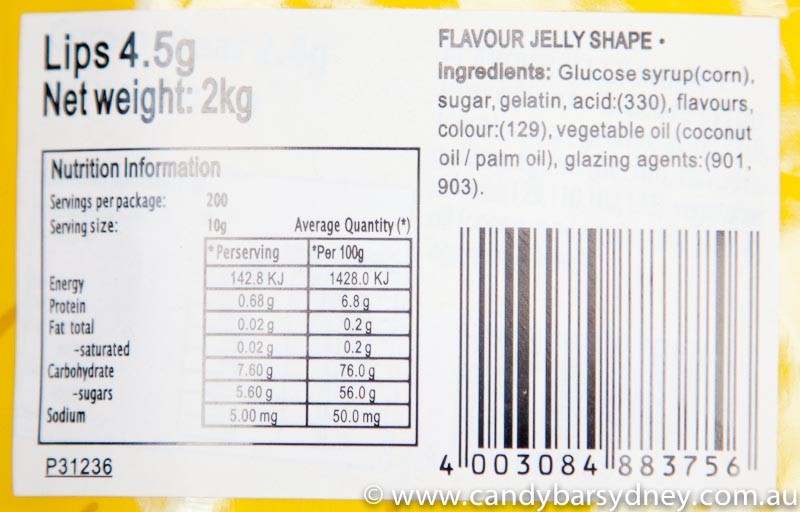 Lips 4.5g
Net weight: 2kg
Nutrition Information
Servings per package: 200
Serving size: 10g Average Quantity (*)
*Perserving *Per 100g
Energy 142.8 KJ 1428.0 KJ
Protein 0.68 g 6.8 g
Fat total 0.02 g 0.2 g
-saturated 0.02 g 0.2 g
Carbohydrate 7.60 g 76.0 g
-sugars 5.60 g 56.0 g
Sodium 5.00 mg 50.0 mg
P31236
FLAVOUR JELLY SHAPE •
Ingredients: Glucose syrup(corn),
sugar, gelatin, acid:(330), flavours,
colour:(129), vegetable oil (coconut
oil / palm oil), glazing agents:(901,
903).
4 003084 883756
© www.candybarsydney.com.au